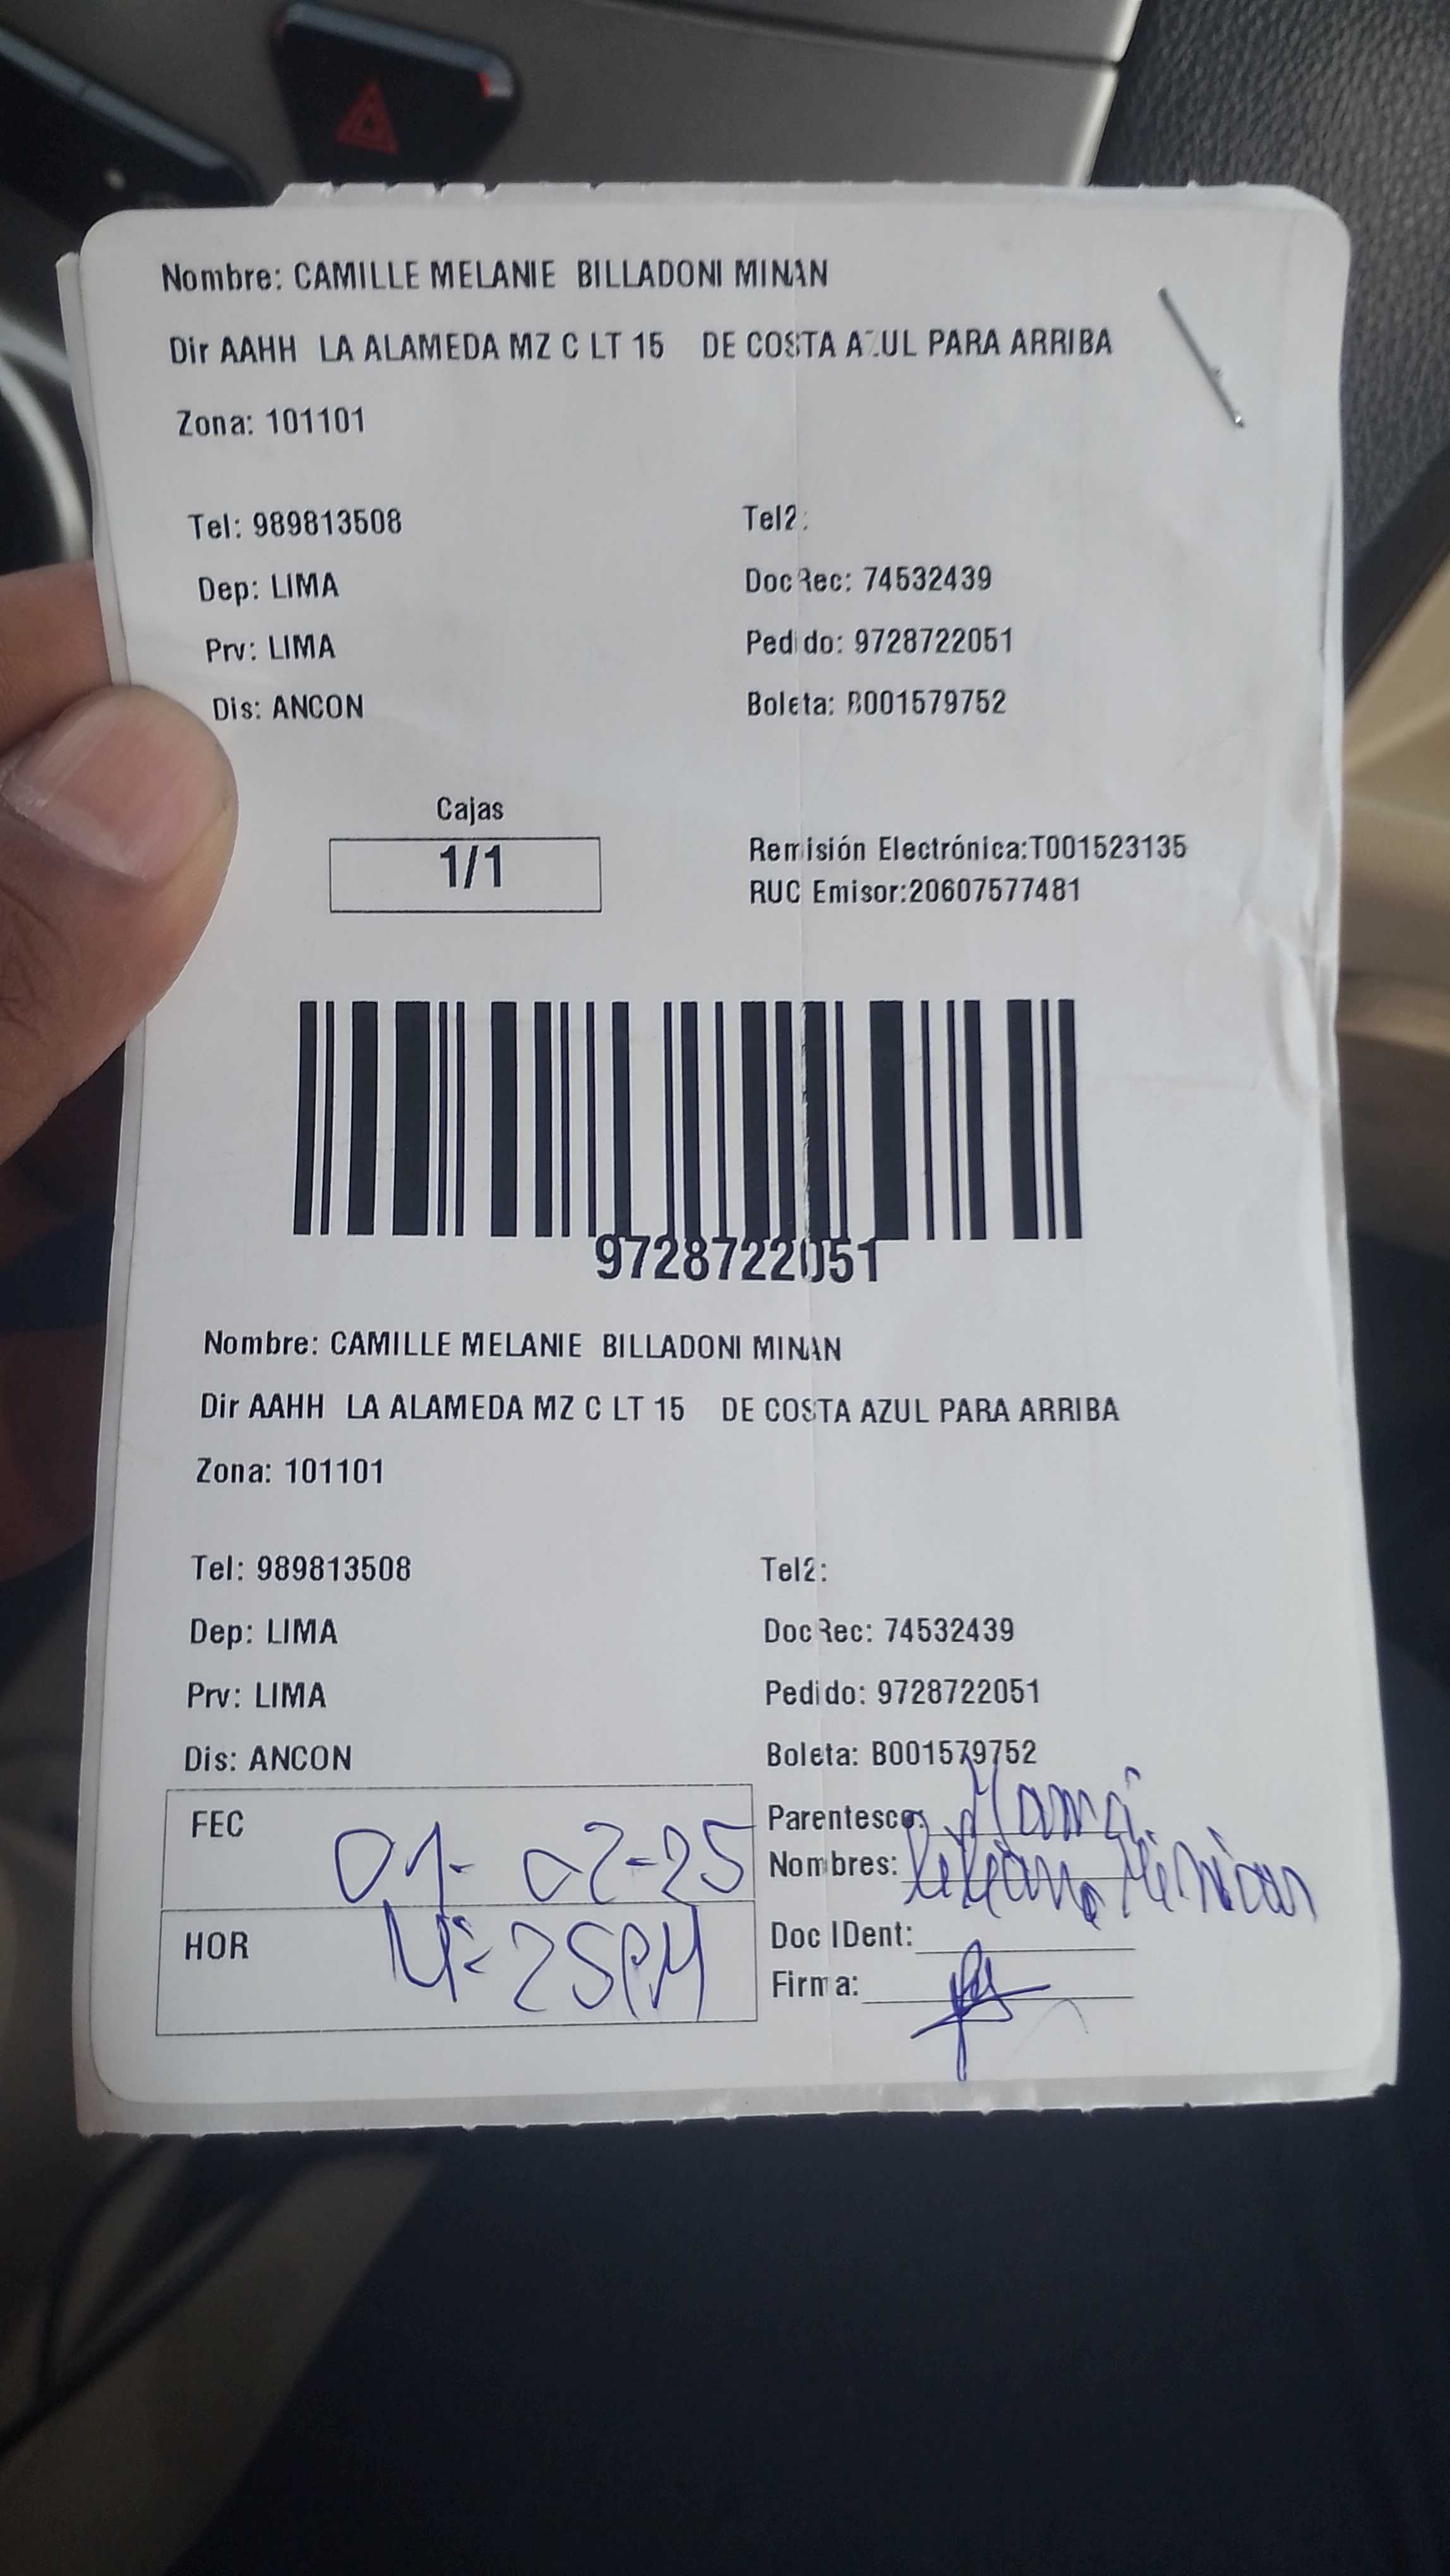 Nombre: CAMILLE MELANIE BILLADONI MINAN
Dir AAHH LA ALAMEDA MZ C LT 15 DE COSTA AZUL PARA ARRIBA
Zona: 101101
Tel: 989813508 Tel2:
Dep: LIMA Doc Rec: 74532439
Prv: LIMA Pedido: 9728722051
Dis: ANCON Boleta: B001579752
Cajas
1/1
Remisión Electrónica:T001523135
RUC Emisor:20607577481
9728722051
Nombre: CAMILLE MELANIE BILLADONI MINAN
Dir AAHH LA ALAMEDA MZ C LT 15 DE COSTA AZUL PARA ARRIBA
Zona: 101101
Tel: 989813508 Tel2:
Dep: LIMA Doc Rec: 74532439
Prv: LIMA Pedido: 9728722051
Dis: ANCON Boleta: B001579752
FEC 01-02-25 Parentesco: Mamá
Nombres:
HOR 25PM Doc IDent:
Firma: